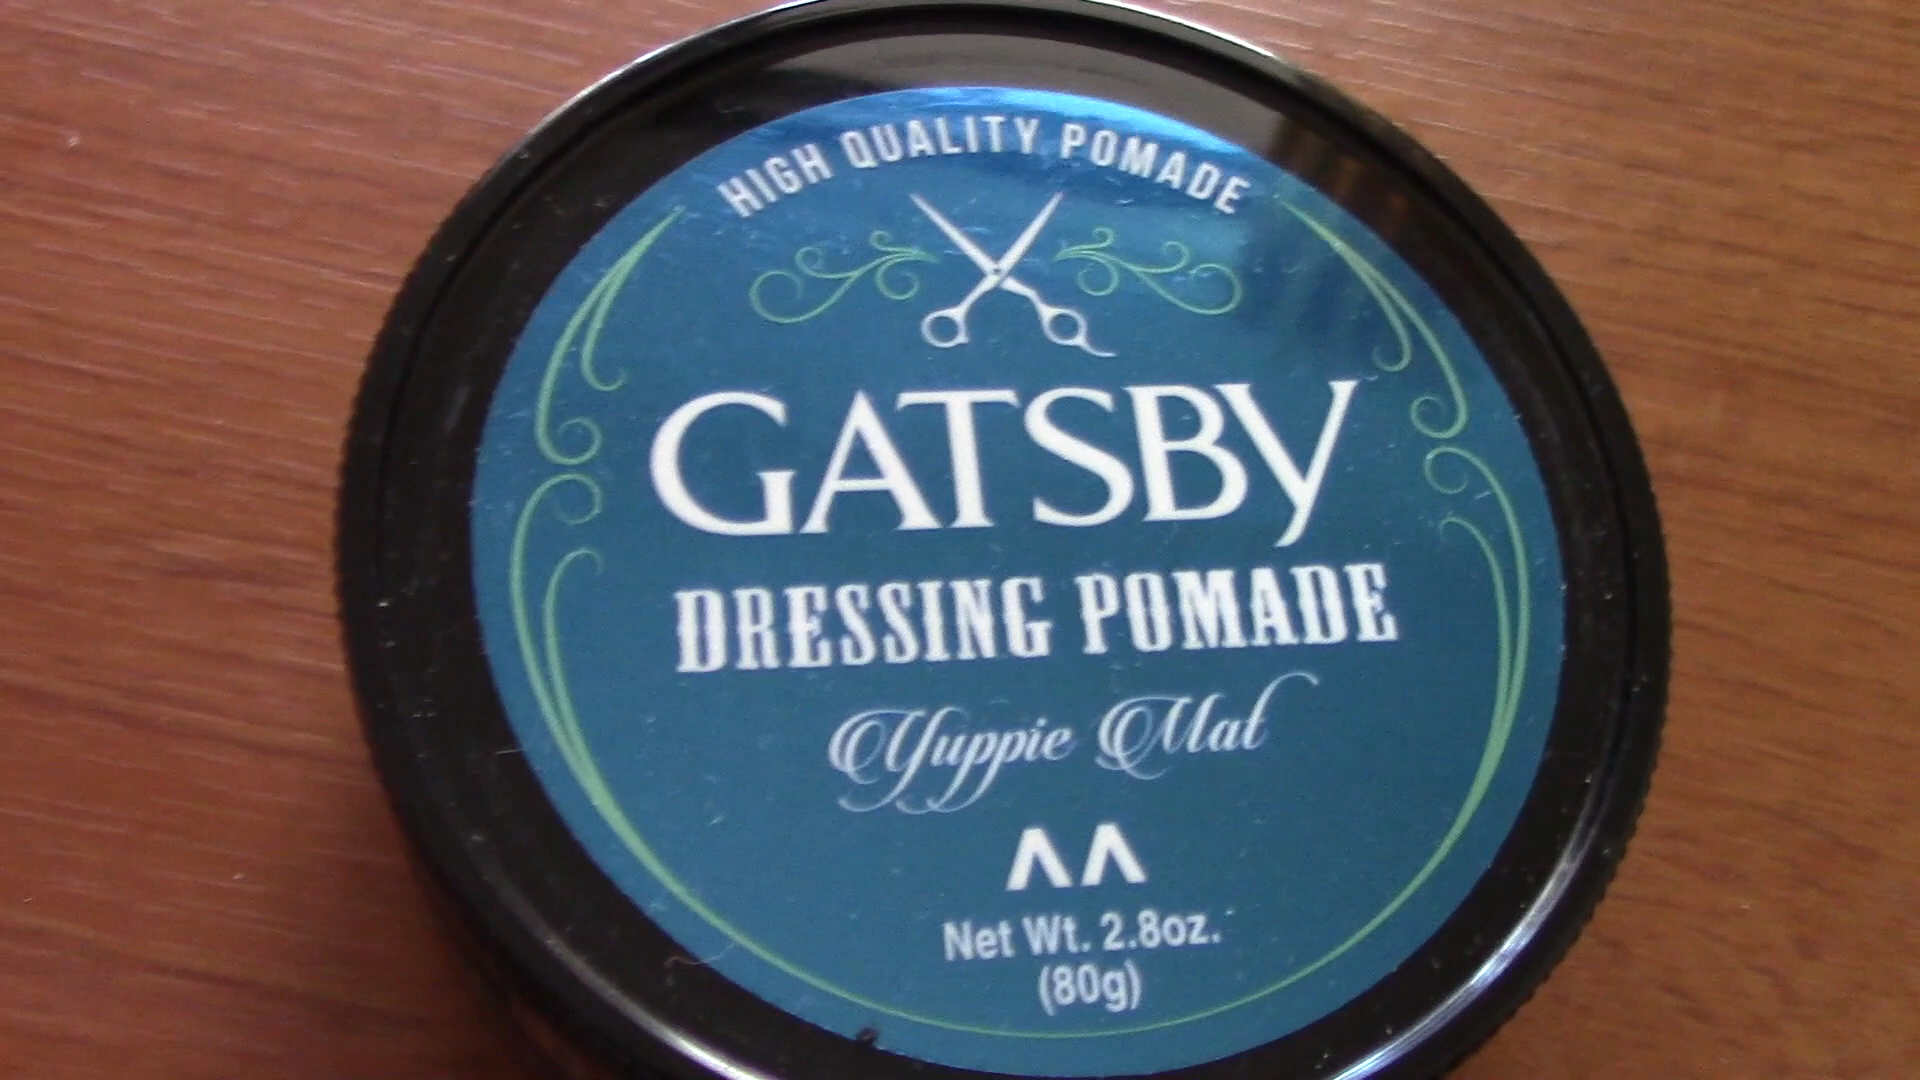 HIGH QUALITY POMADE
GATSBY
DRESSING POMADE
Yuppie Mat
Net Wt. 2.8oz.
(80g)